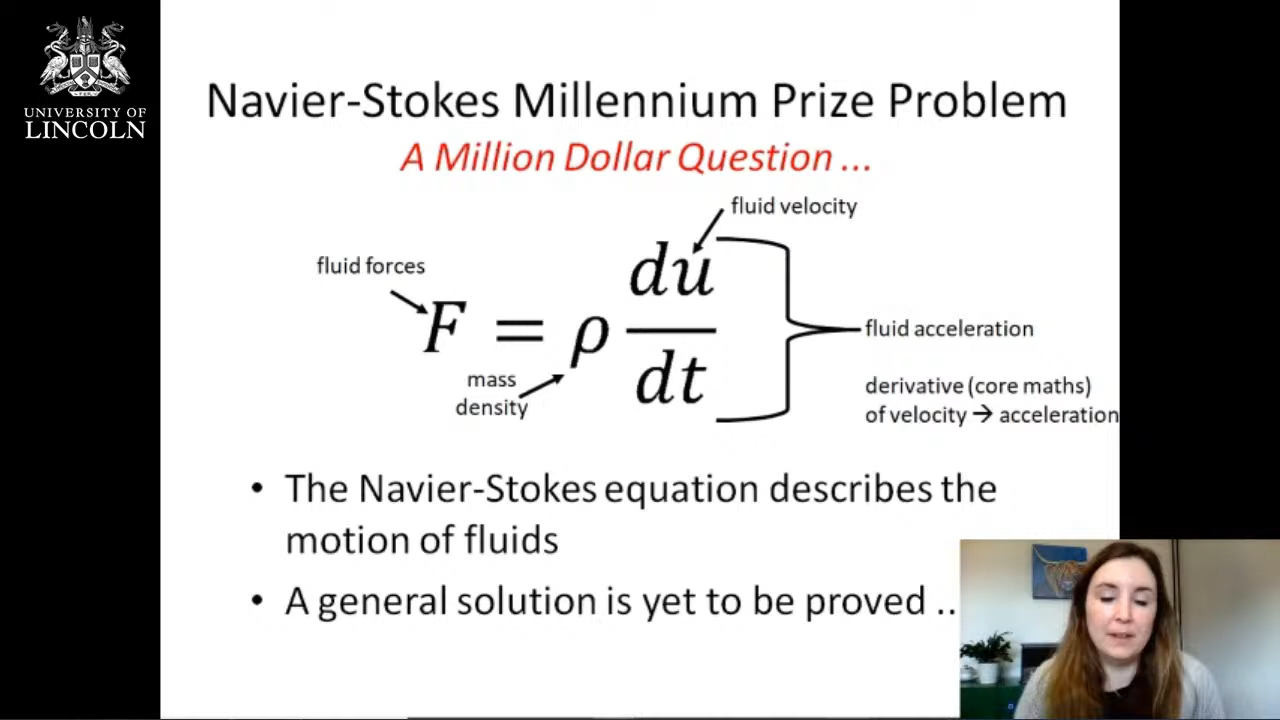 UNIVERSITY OF
LINCOLN
Navier-Stokes Millennium Prize Problem
A Million Dollar Question ...
fluid velocity
fluid forces
F = ρ du/dt
fluid acceleration
mass
density
derivative (core maths)
of velocity → acceleration
• The Navier-Stokes equation describes the
motion of fluids
• A general solution is yet to be proved ..